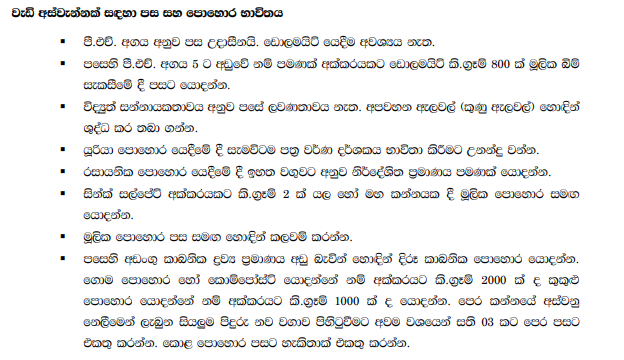 වැඩි අස්වැන්නක් සඳහා පස සහ පොහොර භාවිතය
▪ පී.එච්. අගය අනුව පස උදාසීනයි. ඩොලමයිට් යෙදීම අවශ්‍යය නැත.
▪ පසෙහි පී.එච්. අගය 5 ට අඩුවේ නම් පමණක් අක්කරයකට ඩොලමයිට් කි.ග්‍රෑම් 800 ක් මූලික බිම්
සැකසීමේ දී පසට යොදන්න.
▪ විද්‍යුත් සන්නායකතාවය අනුව පසේ ලවණතාවය නැත. අපවහන ඇලවල් (කුණු ඇලවල්) හොඳින්
ශුද්ධ කර තබා ගන්න.
▪ යූරියා පොහොර යෙදීමේ දී සැමවිටම පත්‍ර වර්ණ දර්ශකය භාවිතා කිරීමට උනන්දු වන්න.
▪ රසායනික පොහොර යෙදීමේ දී ඉහත වගුවට අනුව නිර්දේශිත ප්‍රමාණය පමණක් යොදන්න.
▪ සින්ක් සල්පේට් අක්කරයකට කි.ග්‍රෑම් 2 ක් යල හෝ මහ කන්නයක දී මූලික පොහොර සමඟ
යොදන්න.
▪ මූලික පොහොර පස සමඟ හොඳින් කලවම් කරන්න.
▪ පසෙහි අඩංගු කාබනික ද්‍රව්‍ය ප්‍රමාණය අඩු බැවින් හොඳින් දිරූ කාබනික පොහොර යොදන්න.
ගොම පොහොර හෝ කොම්පෝස්ට් යොදන්නේ නම් අක්කරයට කි.ග්‍රෑම් 2000 ක් ද කුකුළු
පොහොර යොදන්නේ නම් අක්කරයට කි.ග්‍රෑම් 1000 ක් ද යොදන්න. පෙර කන්නයේ අස්වනු
නෙලීමෙන් ලැබුන සියලුම පිදුරු නව වගාව පිහිටුවීමට අවම වශයෙන් සති 03 කට පෙර පසට
එකතු කරන්න. කොළ පොහොර පසට හැකිතාක් එකතු කරන්න.